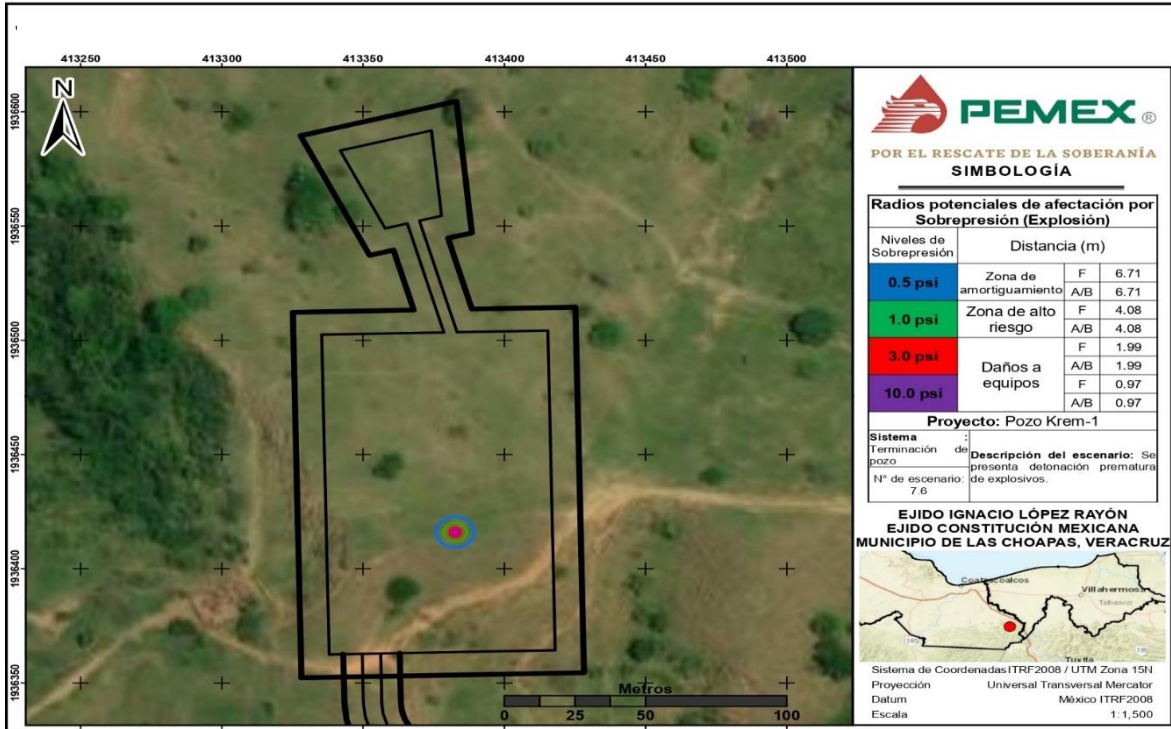 413250 413300 413350 413400 413450 413500
N
1936600
1936550
1936500
1936450
1936400
1936350
Metros
0 25 50 100
PEMEX ®
POR EL RESCATE DE LA SOBERANÍA
SIMBOLOGÍA
Radios potenciales de afectación por
Sobrepresión (Explosión)
Niveles de
Sobrepresión
Distancia (m)
0.5 psi
Zona de
amortiguamiento
F 6.71
A/B 6.71
1.0 psi
Zona de alto
riesgo
F 4.08
A/B 4.08
3.0 psi
10.0 psi
Daños a
equipos
F 1.99
A/B 1.99
F 0.97
A/B 0.97
Proyecto: Pozo Krem-1
Sistema :
Terminación de
pozo
N° de escenario:
7.6
Descripción del escenario: Se
presenta detonación prematura
de explosivos.
EJIDO IGNACIO LÓPEZ RAYÓN
EJIDO CONSTITUCIÓN MEXICANA
MUNICIPIO DE LAS CHOAPAS, VERACRUZ
Coatzacoalcos
Villahermosa
Tabasco
185
195
Tuxtla
Sistema de Coordenadas ITRF2008 / UTM Zona 15N
Proyección Universal Transversal Mercator
Datum México ITRF2008
Escala 1:1,500